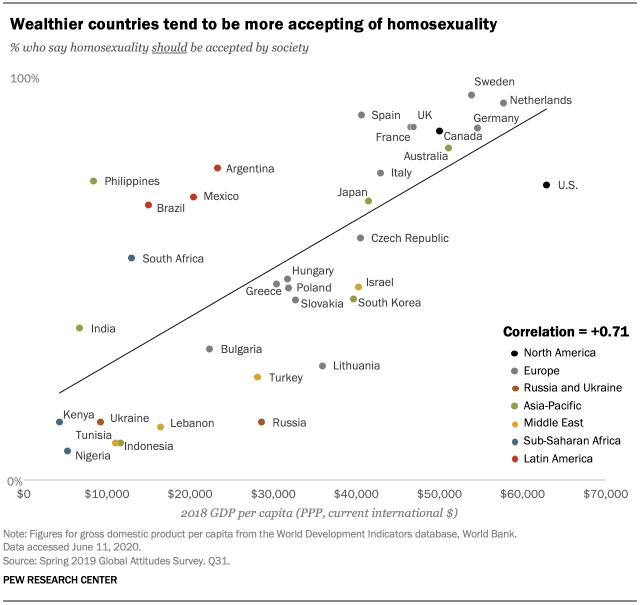 Wealthier countries tend to be more accepting of homosexuality
% who say homosexuality should be accepted by society
100%
Sweden
Netherlands
Spain
UK
Germany
France
Canada
Australia
Argentina
Italy
Philippines
U.S.
Japan
Mexico
Brazil
Czech Republic
South Africa
Hungary
Israel
Greece
Poland
Slovakia
South Korea
India
Correlation = +0.71
North America
Europe
Russia and Ukraine
Asia-Pacific
Middle East
Sub-Saharan Africa
Latin America
Bulgaria
Lithuania
Turkey
Kenya
Ukraine
Lebanon
Russia
Tunisia
Indonesia
Nigeria
0%
$0
$10,000
$20,000
$30,000
$40,000
$50,000
$60,000
$70,000
2018 GDP per capita (PPP, current international $)
Note: Figures for gross domestic product per capita from the World Development Indicators database, World Bank.
Data accessed June 11, 2020.
Source: Spring 2019 Global Attitudes Survey. Q31.
PEW RESEARCH CENTER